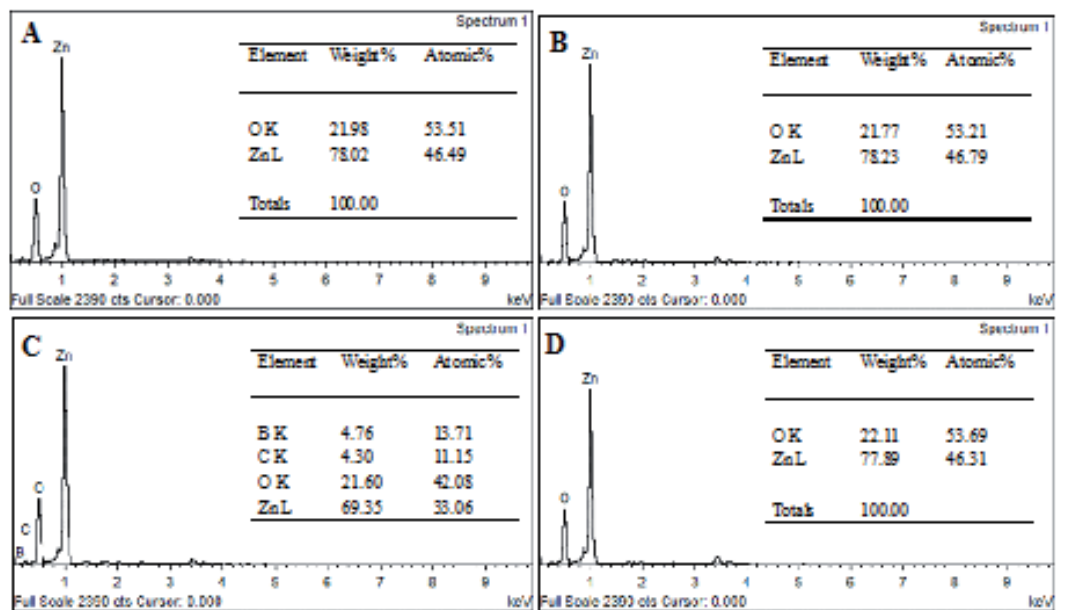 A
Spectrum 1
Zn
Element Weight% Atomic%
O K 21.98 53.51
Zn L 78.02 46.49
Totals 100.00
O
1 2 3 4 5 6 7 8 9
Full Scale 2390 cts Cursor: 0.000 keV
B
Spectrum 1
Zn
Element Weight% Atomic%
O K 21.77 53.21
Zn L 78.23 46.79
Totals 100.00
O
1 2 3 4 5 6 7 8 9
Full Scale 2390 cts Cursor: 0.000 keV
C
Spectrum 1
Zn
Element Weight% Atomic%
B K 4.76 13.71
C K 4.30 11.15
O K 21.60 42.08
Zn L 69.35 33.06
O
C
B
1 2 3 4 5 6 7 8 9
Full Scale 2390 cts Cursor: 0.000 keV
D
Spectrum 1
Zn
Element Weight% Atomic%
O K 22.11 53.69
Zn L 77.89 46.31
Totals 100.00
O
1 2 3 4 5 6 7 8 9
Full Scale 2390 cts Cursor: 0.000 keV